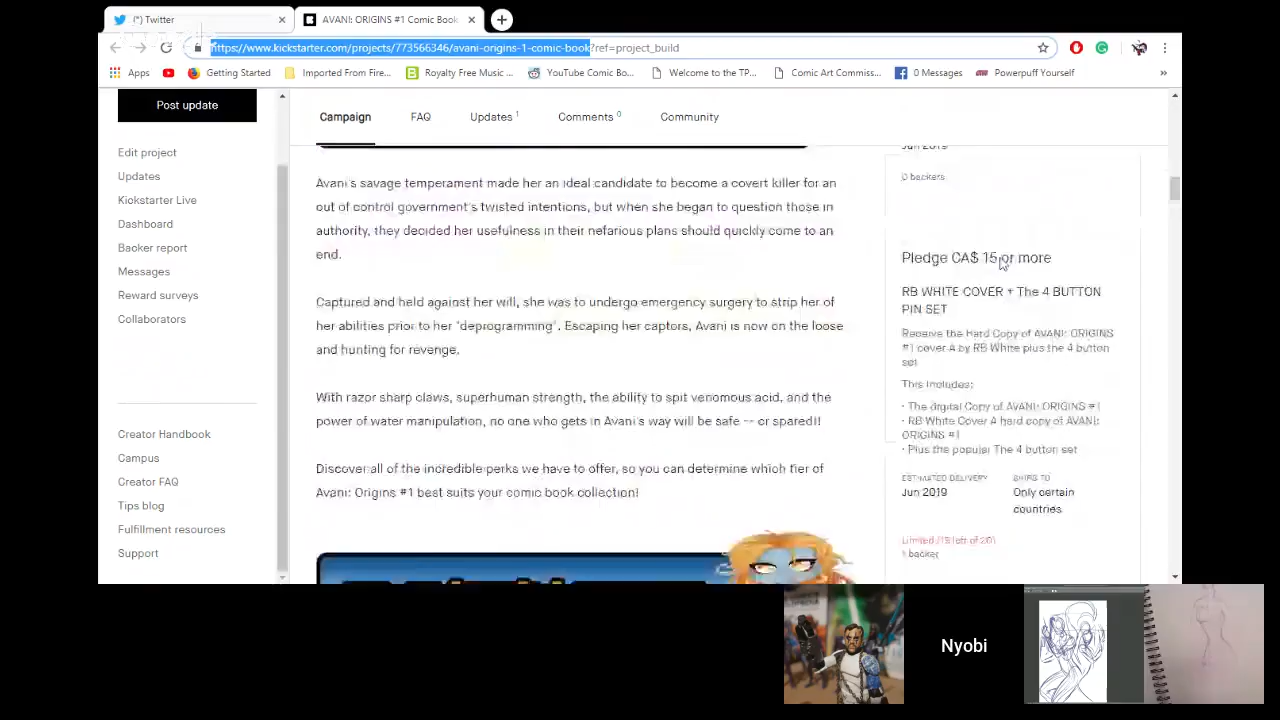 (*) Twitter
AVANI: ORIGINS #1 Comic Book
https://www.kickstarter.com/projects/773566346/avani-origins-1-comic-book?ref=project_build
Apps
Getting Started
Imported From Fire...
Royalty Free Music ...
YouTube Comic Bo...
Welcome to the TP...
Comic Art Commiss...
0 Messages
Powerpuff Yourself
»
Post update
Edit project
Updates
Kickstarter Live
Dashboard
Backer report
Messages
Reward surveys
Collaborators
Creator Handbook
Campus
Creator FAQ
Tips blog
Fulfillment resources
Support
Campaign
FAQ
Updates 1
Comments 0
Community
Avani's savage temperament made her an ideal candidate to become a covert killer for an
out of control government's twisted intentions, but when she began to question those in
authority, they decided her usefulness in their nefarious plans should quickly come to an
end.
Captured and held against her will, she was to undergo emergency surgery to strip her of
her abilities prior to her "deprogramming". Escaping her captors, Avani is now on the loose
and hunting for revenge.
With razor sharp claws, superhuman strength, the ability to spit venomous acid, and the
power of water manipulation, no one who gets in Avani's way will be safe -- or spared!!
Discover all of the incredible perks we have to offer, so you can determine which tier of
Avani: Origins #1 best suits your comic book collection!
Jun 2019
0 backers
Pledge CA$ 15 or more
RB WHITE COVER + The 4 BUTTON
PIN SET
Receive the Hard Copy of AVANI: ORIGINS
#1 cover A by RB White plus the 4 button
set
This Includes:
• The digital Copy of AVANI: ORIGINS #1
• RB White Cover A hard copy of AVANI:
ORIGINS #1
• Plus the popular The 4 button set
ESTIMATED DELIVERY
Jun 2019
SHIPS TO
Only certain
countries
Limited (19 left of 20)
1 backer
Nyobi